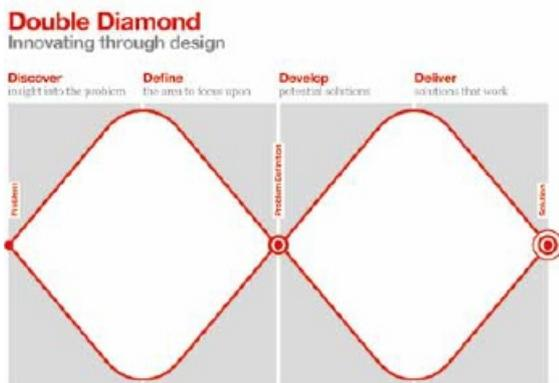 Double Diamond
Innovating through design
Discover
insight into the problem
Define
the area to focus upon
Develop
potential solutions
Deliver
solutions that work
Problem
Problem Definition
Solution